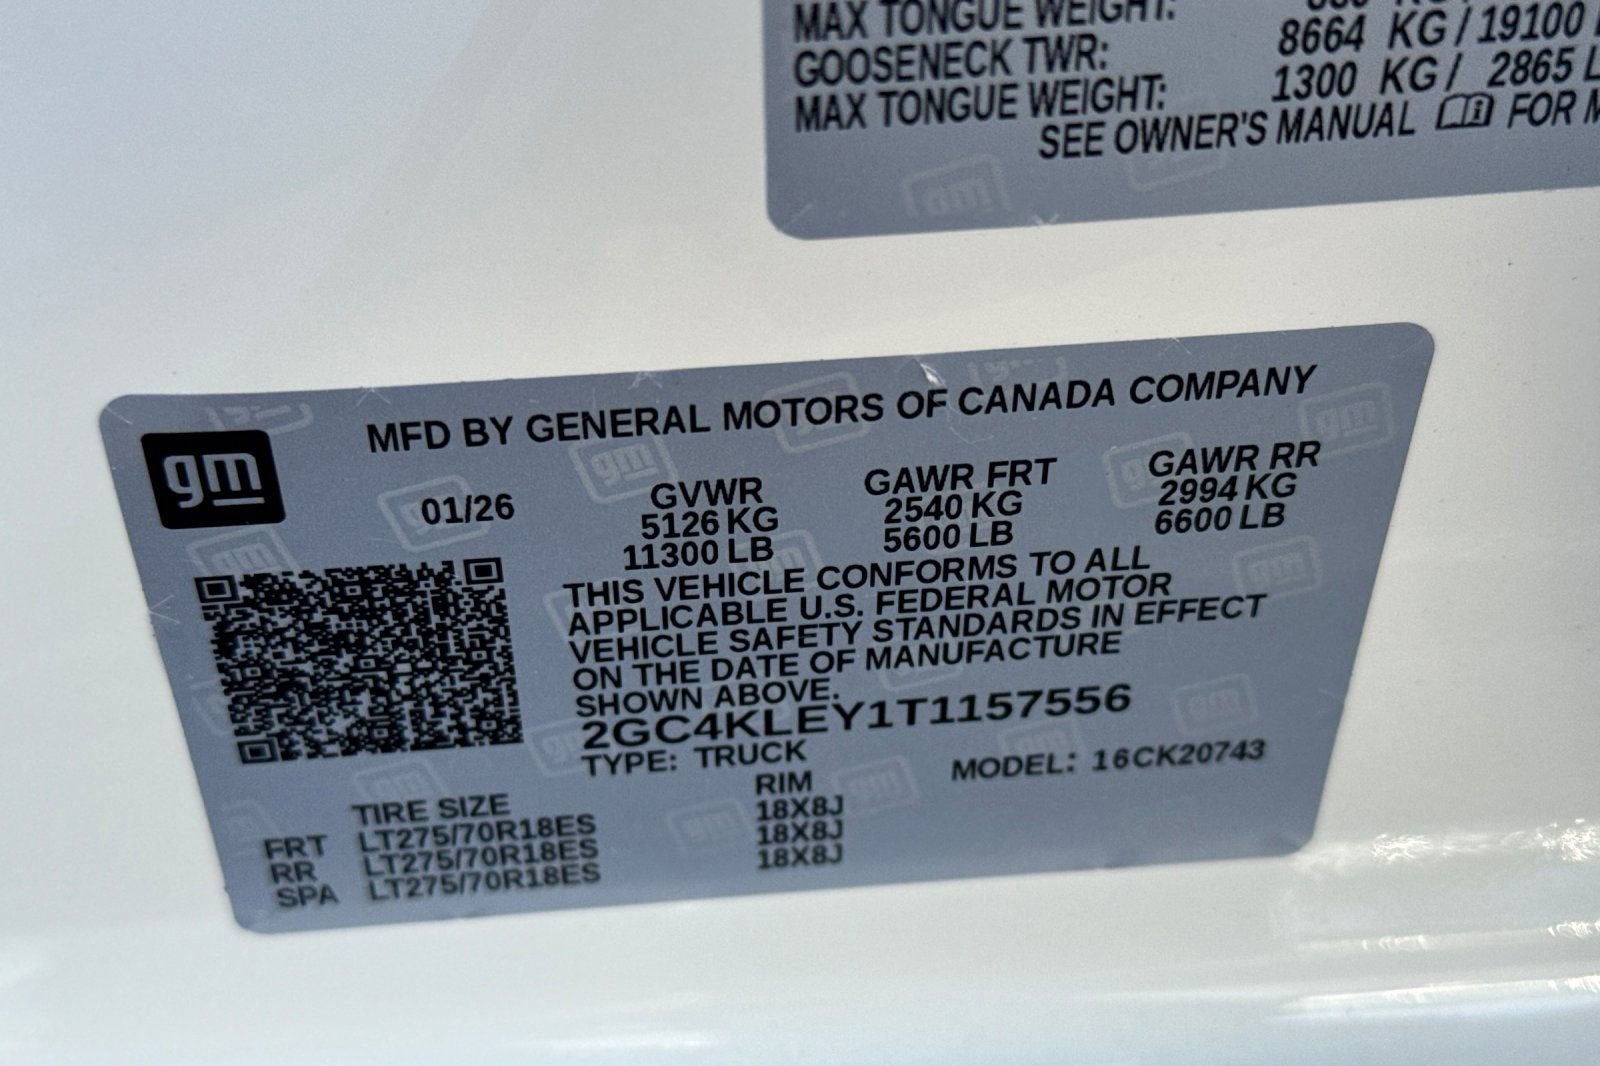 MAX TONGUE WEIGHT:
GOOSENECK TWR: 8664 KG / 19100
MAX TONGUE WEIGHT: 1300 KG / 2865
SEE OWNER'S MANUAL FOR
gm
MFD BY GENERAL MOTORS OF CANADA COMPANY
01/26 GVWR GAWR FRT GAWR RR
5126 KG 2540 KG 2994 KG
11300 LB 5600 LB 6600 LB
THIS VEHICLE CONFORMS TO ALL
APPLICABLE U.S. FEDERAL MOTOR
VEHICLE SAFETY STANDARDS IN EFFECT
ON THE DATE OF MANUFACTURE
SHOWN ABOVE.
2GC4KLEY1T1157556
TYPE: TRUCK MODEL: 16CK20743
TIRE SIZE RIM
FRT LT275/70R18ES 18X8J
RR LT275/70R18ES 18X8J
SPA LT275/70R18ES 18X8J